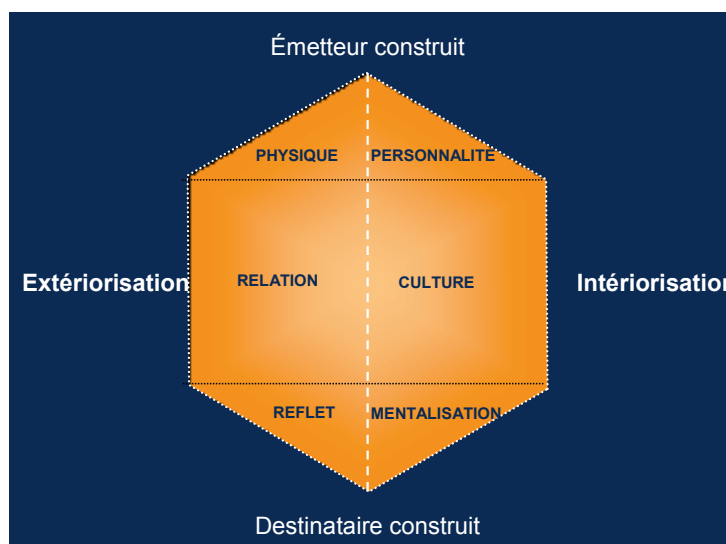 Émetteur construit
PHYSIQUE PERSONNALITE
Extériorisation RELATION CULTURE Intériorisation
REFLET MENTALISATION
Destinataire construit